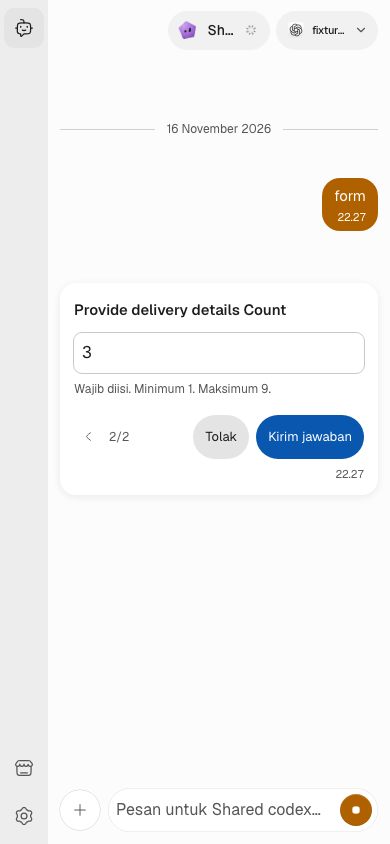 Sh...
fixtur...
16 November 2026
form
22.27
Provide delivery details Count
3
Wajib diisi. Minimum 1. Maksimum 9.
2/2
Tolak
Kirim jawaban
22.27
Pesan untuk Shared codex...